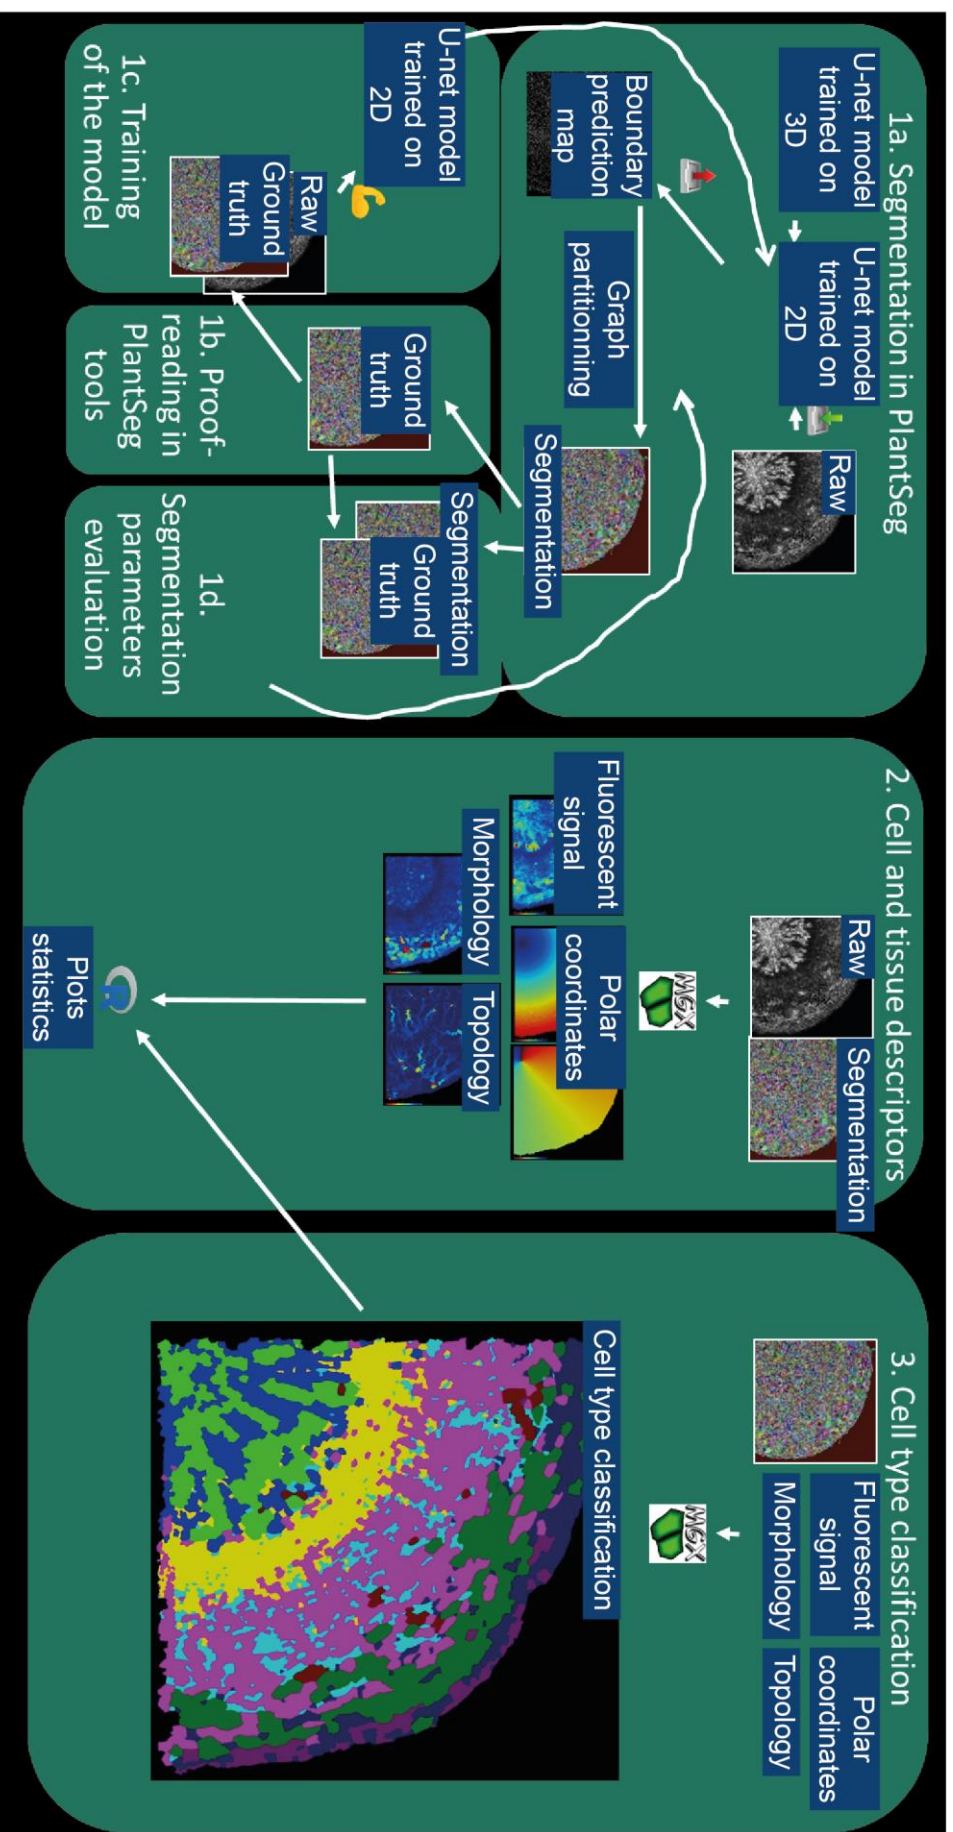 1a. Segmentation in PlantSeg
U-net model
trained on
3D
U-net model
trained on
2D
Raw
Boundary
prediction
map
Graph
partitionning
Segmentation
1b. Proof-
reading in
PlantSeg
tools
Ground
truth
1c. Training
of the model
U-net model
trained on
2D
Raw
Ground
truth
1d.
Segmentation
parameters
evaluation
Segmentation
Ground
truth
2. Cell and tissue descriptors
Raw
Segmentation
MGX
Fluorescent
signal
Polar
coordinates
Morphology
Topology
R
Plots
statistics
3. Cell type classification
Fluorescent
signal
Polar
coordinates
Morphology
Topology
MGX
Cell type classification